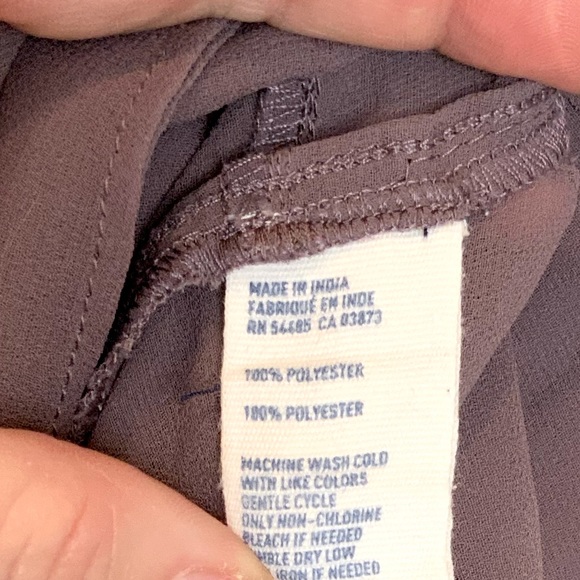 MADE IN INDIA
FABRIQUÉ EN INDE
RN 54485 CA 03873
100% POLYESTER
100% POLYESTER
MACHINE WASH COLD
WITH LIKE COLORS
GENTLE CYCLE
ONLY NON-CHLORINE
BLEACH IF NEEDED
DRY LOW
IRON IF NEEDED